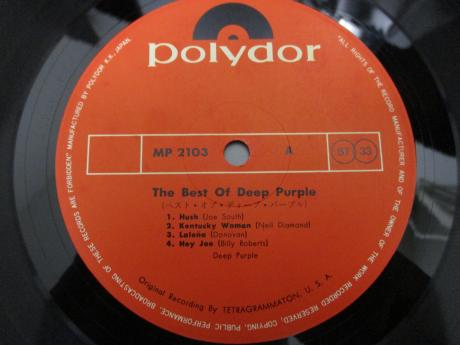 polydor
MP 2103
A
ST 33
The Best Of Deep Purple
(ベスト・オブ・ディープ・パープル)
1. Hush (Joe South)
2. Kentucky Woman (Neil Diamond)
3. Laleña (Donovan)
4. Hey Joe (Billy Roberts)
Deep Purple
Original Recording By TETRAGRAMMATON, U. S. A.
"ALL RIGHTS OF THE RECORD MANUFACTURER AND OF THE OWNER OF THE WORK RECORDED RESERVED, COPYING, PUBLIC PERFORMANCE, BROADCASTING OF THESE RECORDS ARE FORBIDDEN" MANUFACTURED BY POLYDOR K.K., JAPAN